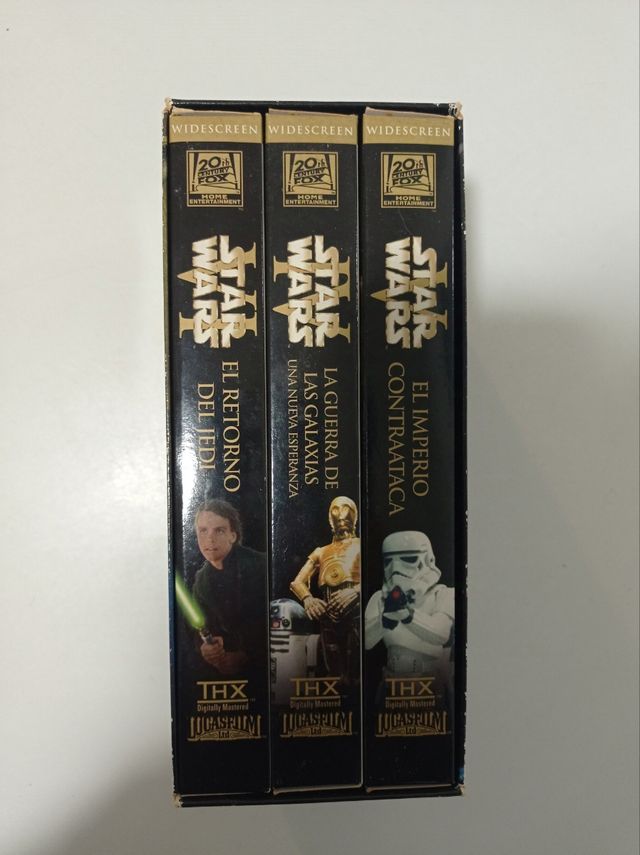 WIDESCREEN
20th
CENTURY
FOX
HOME
ENTERTAINMENT
STAR
WARS
VI
EL RETORNO
DEL JEDI
THX
Digitally Mastered
LUCASFILM
Ltd
WIDESCREEN
20th
CENTURY
FOX
HOME
ENTERTAINMENT
STAR
WARS
IV
LA GUERRA DE
LAS GALAXIAS
UNA NUEVA ESPERANZA
THX
Digitally Mastered
LUCASFILM
Ltd
WIDESCREEN
20th
CENTURY
FOX
HOME
ENTERTAINMENT
STAR
WARS
V
EL IMPERIO
CONTRAATACA
THX
Digitally Mastered
LUCASFILM
Ltd